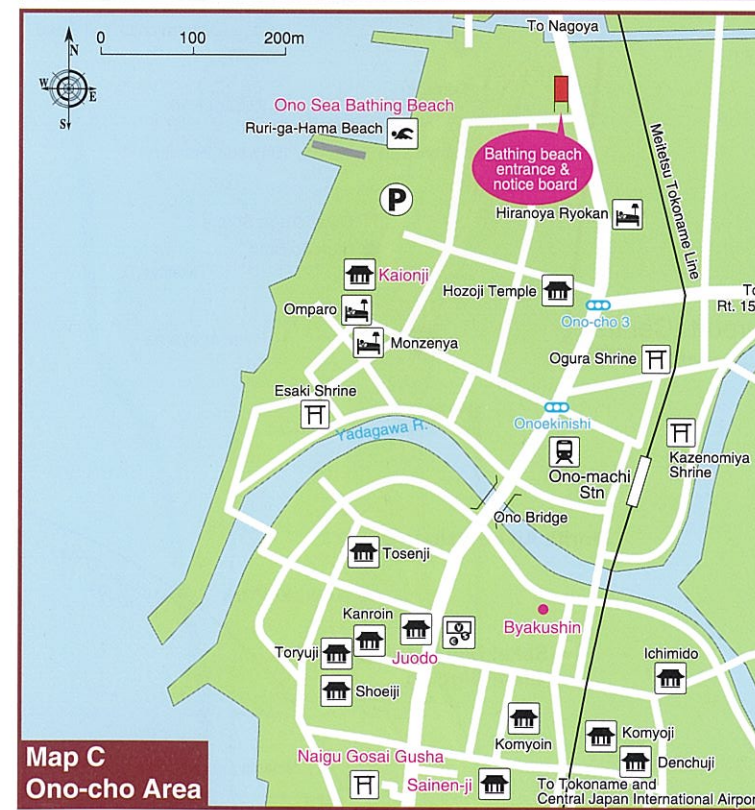 N
W
E
S
0 100 200m
To Nagoya
Ono Sea Bathing Beach
Ruri-ga-Hama Beach
Bathing beach
entrance &
notice board
Meitetsu Tokoname Line
P
Hiranoya Ryokan
Kaionji
Hozoji Temple
To
Rt. 15
Omparo
Ono-cho 3
Monzenya
Ogura Shrine
Esaki Shrine
Onoekinishi
Yadagawa R.
Kazenomiya
Shrine
Ono-machi
Stn
Ono Bridge
Tosenji
Kanroin
Byakushin
Toryuji
Juodo
Ichimido
Shoeiji
Komyoin
Komyoji
Denchuji
Map C
Ono-cho Area
Naigu Gosai Gusha
Sainen-ji
To Tokoname and
Central Japan International Airpor